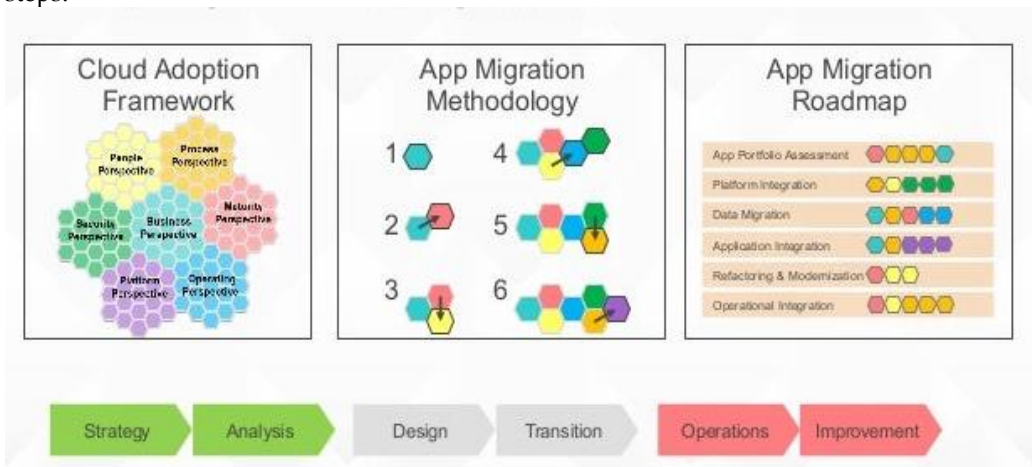 steps.
Cloud Adoption
Framework
People
Perspective
Process
Perspective
Security
Perspective
Business
Perspective
Maturity
Perspective
Platform
Perspective
Operating
Perspective
App Migration
Methodology
1
4
2
5
3
6
App Migration
Roadmap
App Portfolio Assessment
Platform Integration
Data Migration
Application Integration
Refactoring & Modernization
Operational Integration
Strategy
Analysis
Design
Transition
Operations
Improvement